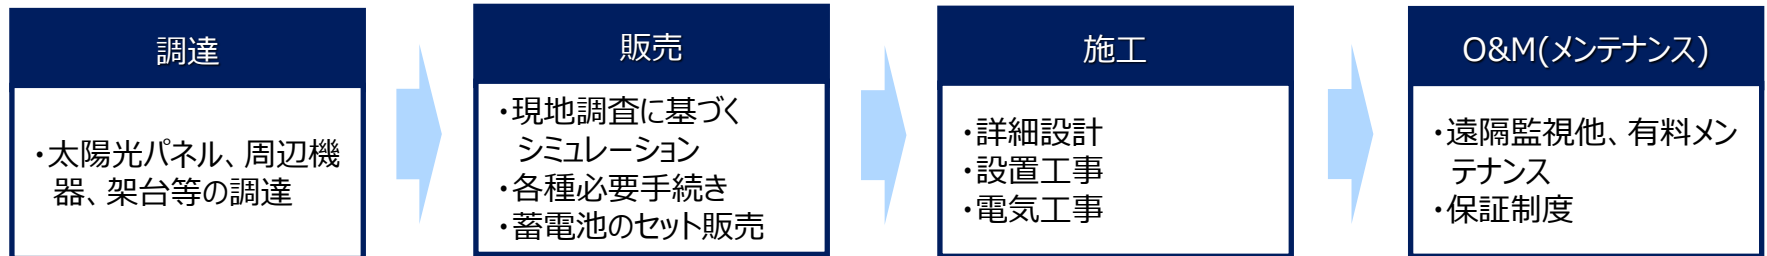 調達
・太陽光パネル、周辺機
器、架台等の調達
販売
・現地調査に基づく
シミュレーション
・各種必要手続き
・蓄電池のセット販売
施工
・詳細設計
・設置工事
・電気工事
O&M(メンテナンス)
・遠隔監視他、有料メン
テナンス
・保証制度